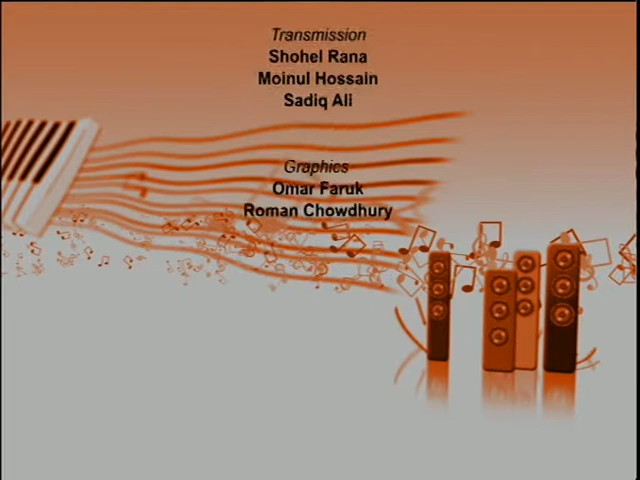 Transmission
Shohel Rana
Moinul Hossain
Sadiq Ali
Graphics
Omar Faruk
Roman Chowdhury